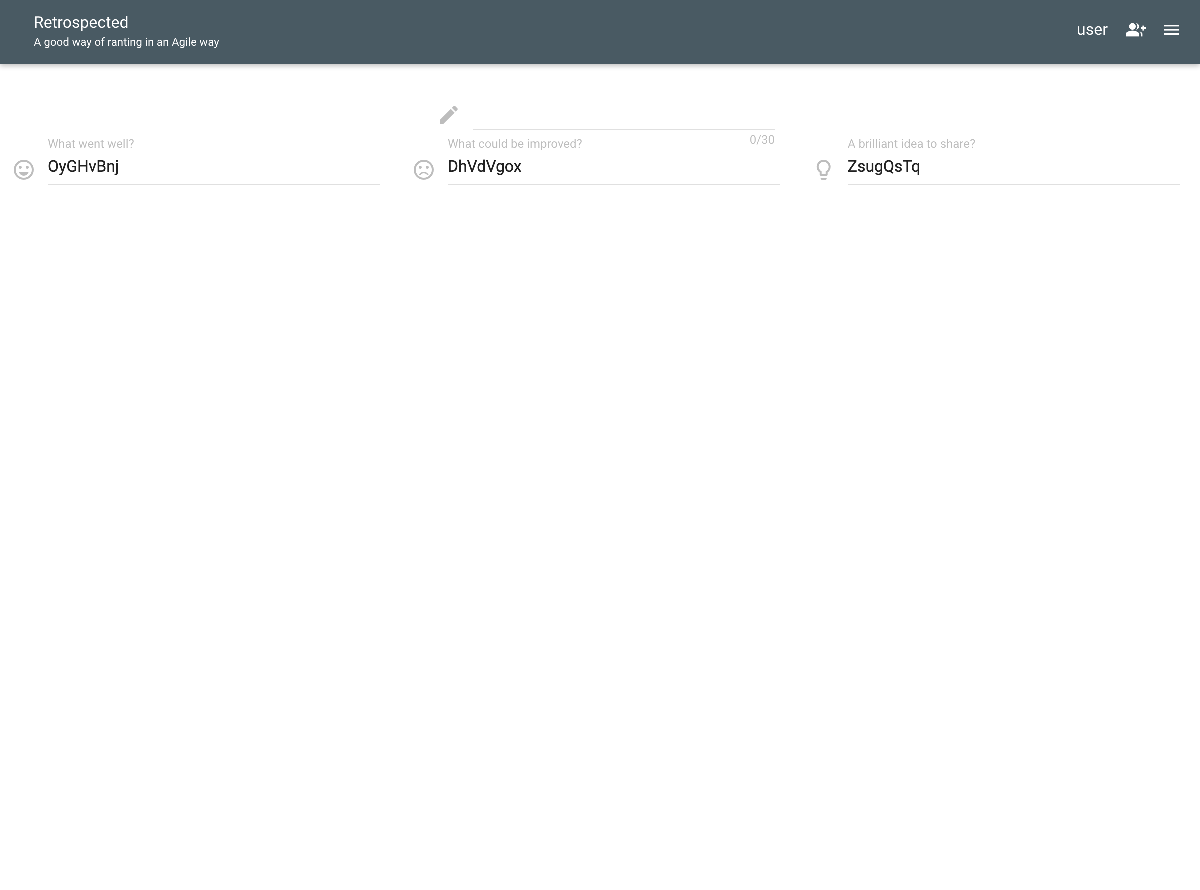 Retrospected
A good way of ranting in an Agile way
user
0/30
What went well?
OyGHvBnj
What could be improved?
DhVdVgox
A brilliant idea to share?
ZsugQsTq